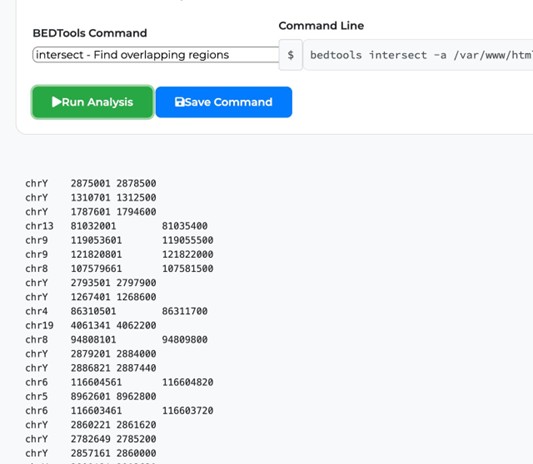 BEDTools Command
Command Line
intersect - Find overlapping regions
$ bedtools intersect -a /var/www/html
Run Analysis
Save Command
chrY 2875001 2878500
chrY 1310701 1312500
chrY 1787601 1794600
chr13 81032001 81035400
chr9 119053601 119055500
chr9 121820801 121822000
chr8 107579661 107581500
chrY 2793501 2797900
chrY 1267401 1268600
chr4 86310501 86311700
chr19 4061341 4062200
chr8 94808101 94809800
chrY 2879201 2884000
chrY 2886821 2887440
chr6 116604561 116604820
chr5 8962601 8962800
chr6 116603461 116603720
chrY 2860221 2861620
chrY 2782649 2785200
chrY 2857161 2860000